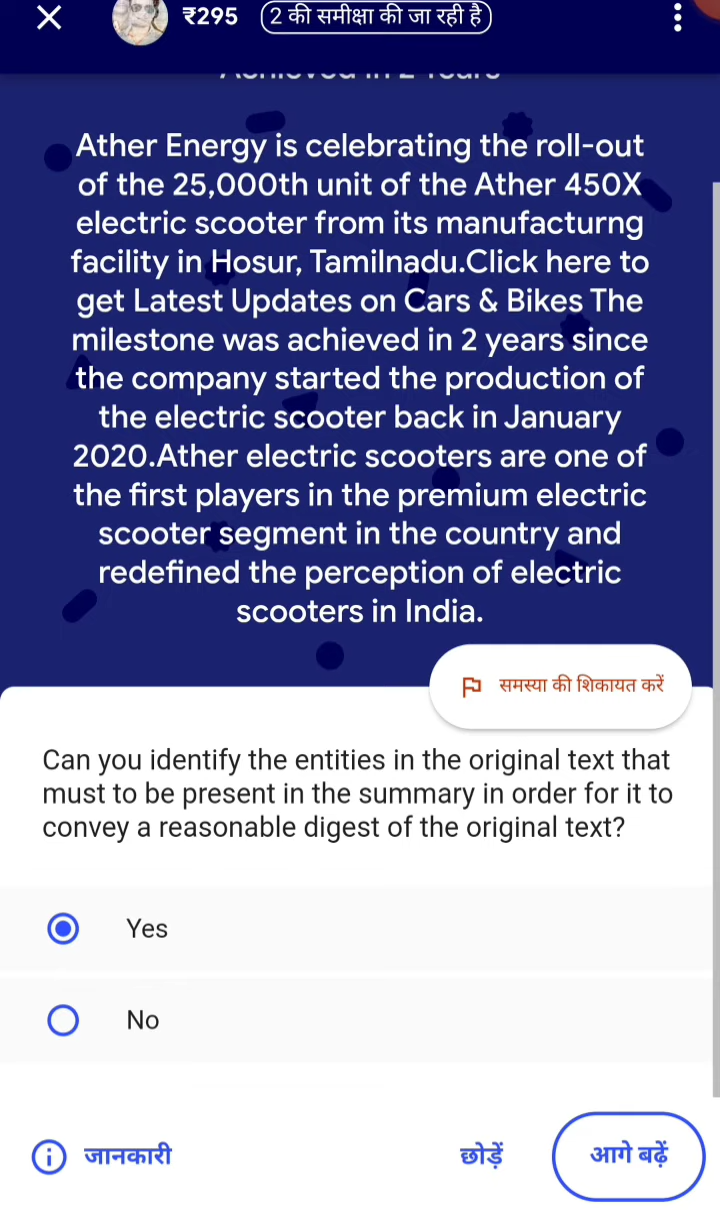 ₹295 2 की समीक्षा की जा रही है
Achieved in 2 Years
Ather Energy is celebrating the roll-out
of the 25,000th unit of the Ather 450X
electric scooter from its manufacturng
facility in Hosur, Tamilnadu.Click here to
get Latest Updates on Cars & Bikes The
milestone was achieved in 2 years since
the company started the production of
the electric scooter back in January
2020.Ather electric scooters are one of
the first players in the premium electric
scooter segment in the country and
redefined the perception of electric
scooters in India.
समस्या की शिकायत करें
Can you identify the entities in the original text that
must to be present in the summary in order for it to
convey a reasonable digest of the original text?
Yes
No
जानकारी छोड़ें आगे बढ़ें